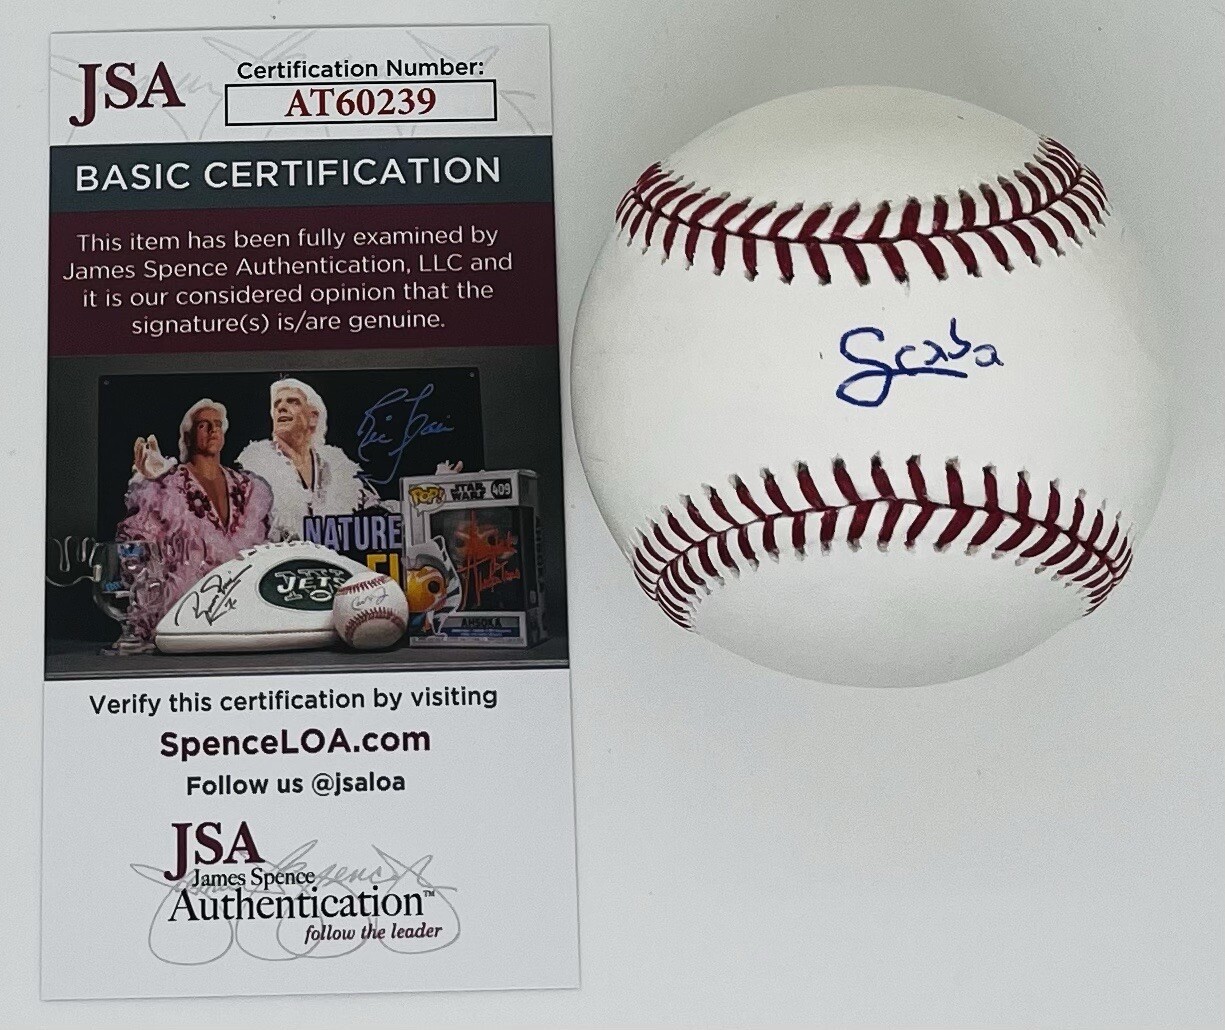 JSA
Certification Number:
AT60239
BASIC CERTIFICATION
This item has been fully examined by
James Spence Authentication, LLC and
it is our considered opinion that the
signature(s) is/are genuine.
NATURE
POP!
STAR
WARS
409
JETS
AHSOKA
Verify this certification by visiting
SpenceLOA.com
Follow us @jsaloa
JSA
James Spence
Authentication™
follow the leader